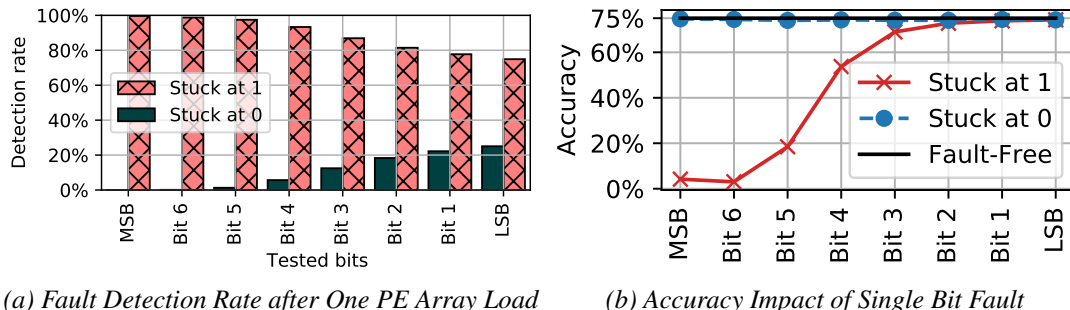 100%
80%
60%
40%
20%
0%
Detection rate
Stuck at 1
Stuck at 0
MSB
Bit 6
Bit 5
Bit 4
Bit 3
Bit 2
Bit 1
LSB
Tested bits
(a) Fault Detection Rate after One PE Array Load
75%
60%
40%
20%
0%
Accuracy
Stuck at 1
Stuck at 0
Fault-Free
MSB
Bit 6
Bit 5
Bit 4
Bit 3
Bit 2
Bit 1
LSB
(b) Accuracy Impact of Single Bit Fault